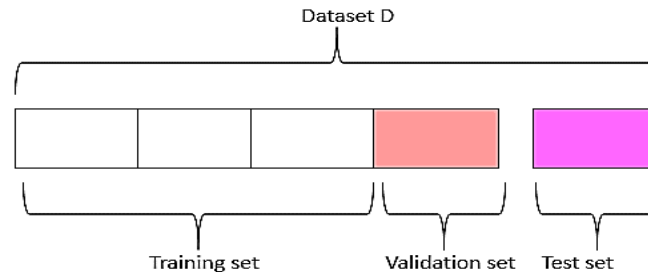 Dataset D
Training set
Validation set
Test set